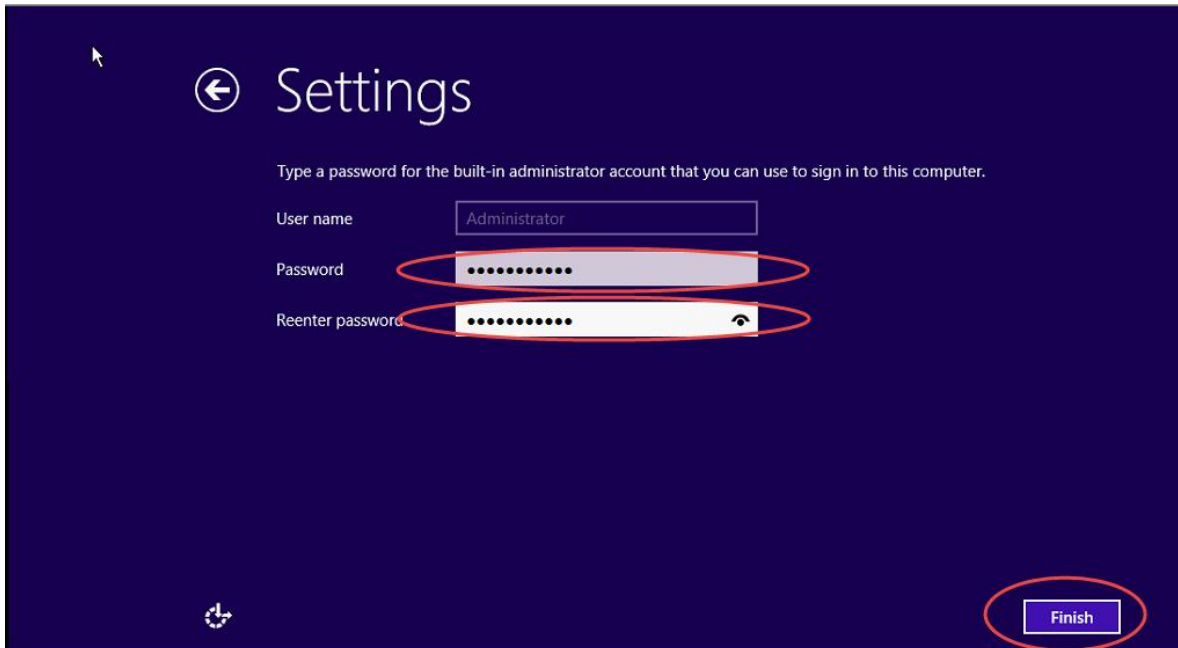 Settings
Type a password for the built-in administrator account that you can use to sign in to this computer.
User name Administrator
Password •••••••••••
Reenter password •••••••••••
Finish